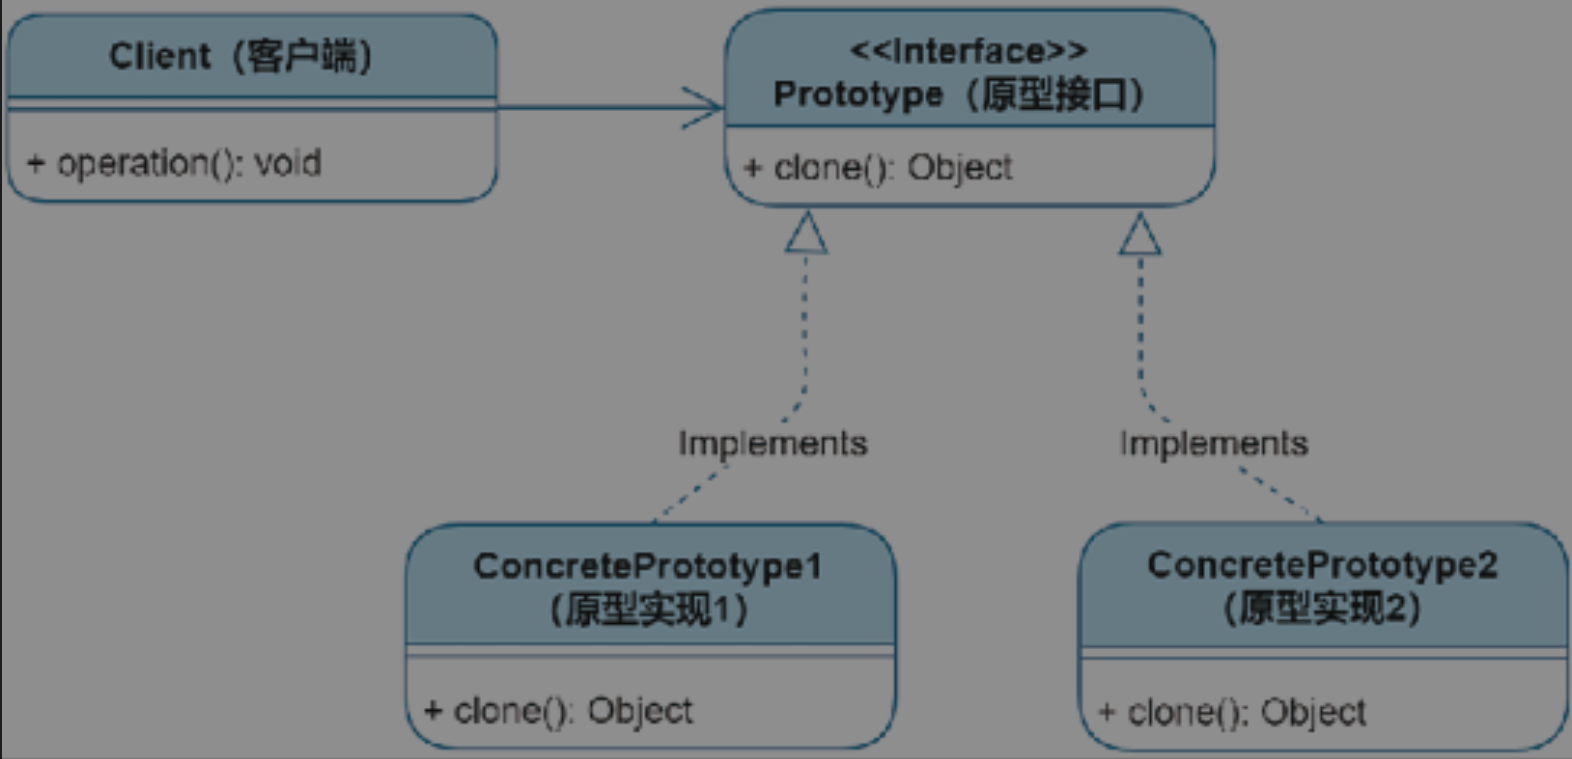 Client（客户端）
+ operation(): void
<<Interface>>
Prototype（原型接口）
+ clone(): Object
Implements
Implements
ConcretePrototype1
（原型实现1）
+ clone(): Object
ConcretePrototype2
（原型实现2）
+ clone(): Object